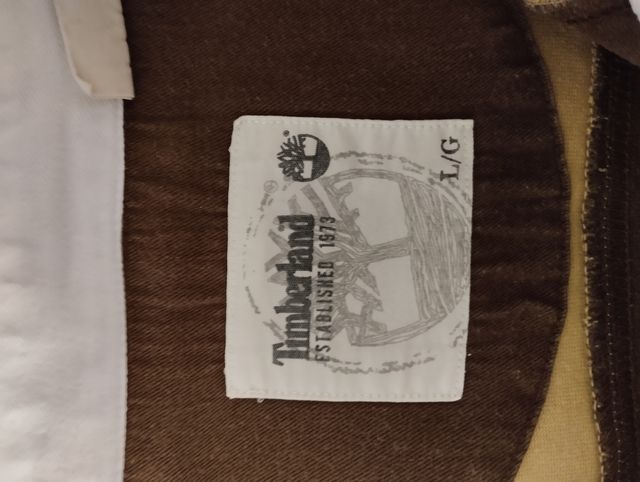 Timberland
ESTABLISHED 1973
L/G